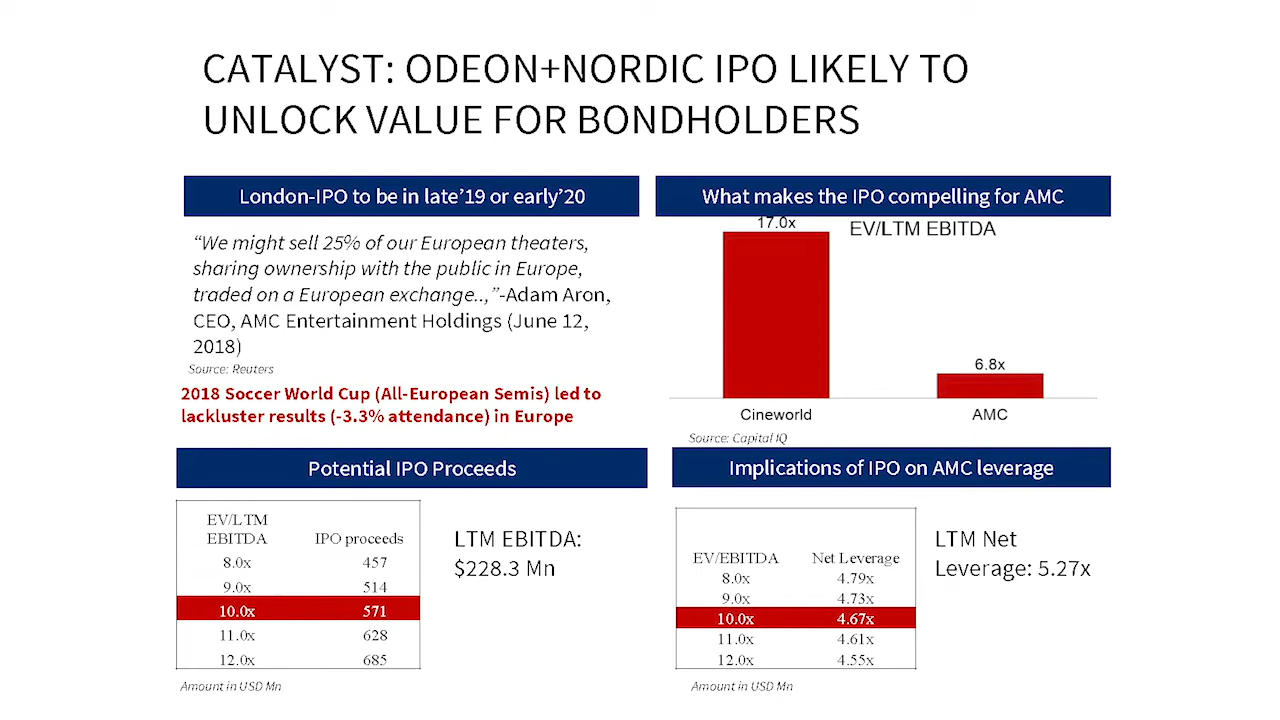 CATALYST: ODEON+NORDIC IPO LIKELY TO
UNLOCK VALUE FOR BONDHOLDERS
London-IPO to be in late’19 or early’20
“We might sell 25% of our European theaters,
sharing ownership with the public in Europe,
traded on a European exchange..,”-Adam Aron,
CEO, AMC Entertainment Holdings (June 12,
2018)
Source: Reuters
2018 Soccer World Cup (All-European Semis) led to
lackluster results (-3.3% attendance) in Europe
What makes the IPO compelling for AMC
EV/LTM EBITDA
17.0x
6.8x
Cineworld AMC
Source: Capital IQ
Potential IPO Proceeds
EV/LTM
EBITDA IPO proceeds
8.0x 457
9.0x 514
10.0x 571
11.0x 628
12.0x 685
Amount in USD Mn
LTM EBITDA:
$228.3 Mn
Implications of IPO on AMC leverage
EV/EBITDA Net Leverage
8.0x 4.79x
9.0x 4.73x
10.0x 4.67x
11.0x 4.61x
12.0x 4.55x
Amount in USD Mn
LTM Net
Leverage: 5.27x